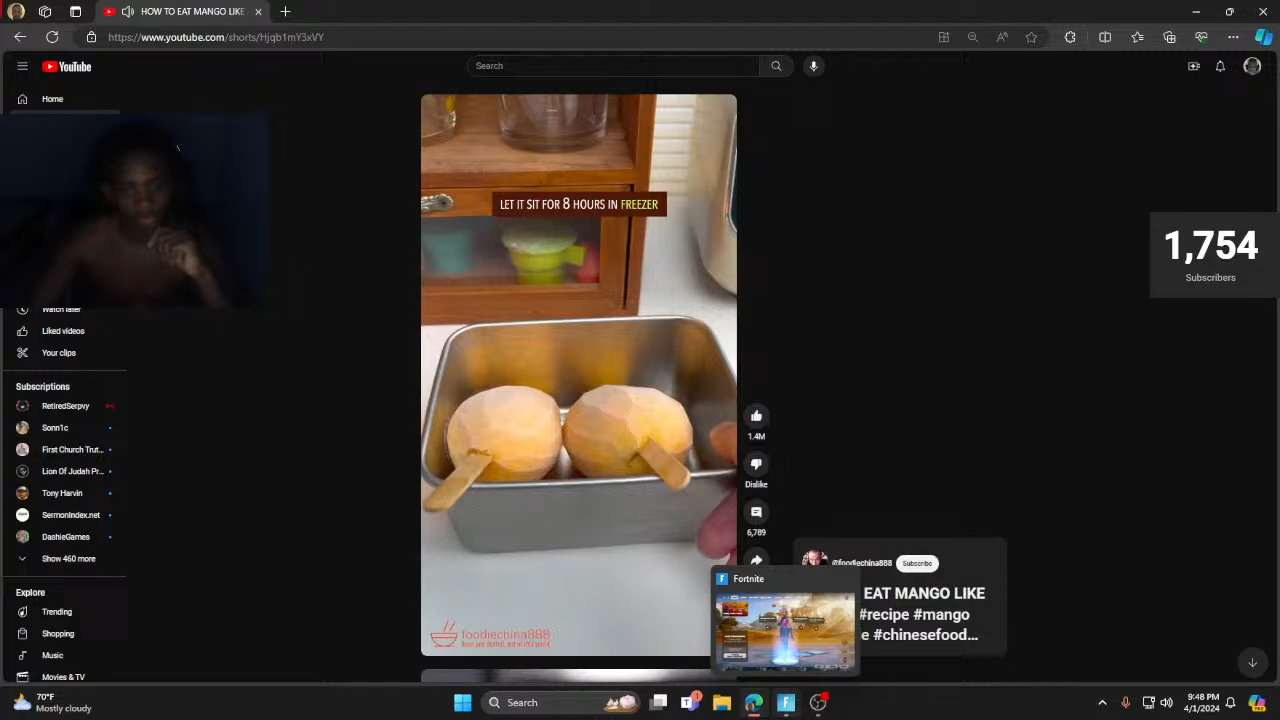 HOW TO EAT MANGO LIKE
https://www.youtube.com/shorts/Hjqb1mY3xVY
YouTube
Search
Home
LET IT SIT FOR 8 HOURS IN FREEZER
1,754
Subscribers
Watch later
Liked videos
Your clips
Subscriptions
RetiredSerpvy
Sonn1c
First Church Trut...
Lion Of Judah Pr...
Tony Harvin
SermonIndex.net
DashieGames
Show 460 more
Explore
Trending
Shopping
Music
Movies & TV
1.4M
Dislike
6,789
@foodiechina888
Subscribe
Fortnite
EAT MANGO LIKE
#recipe #mango
e #chinesefood...
foodiechina888
70°F
Mostly cloudy
Search
9:48 PM
4/1/2024